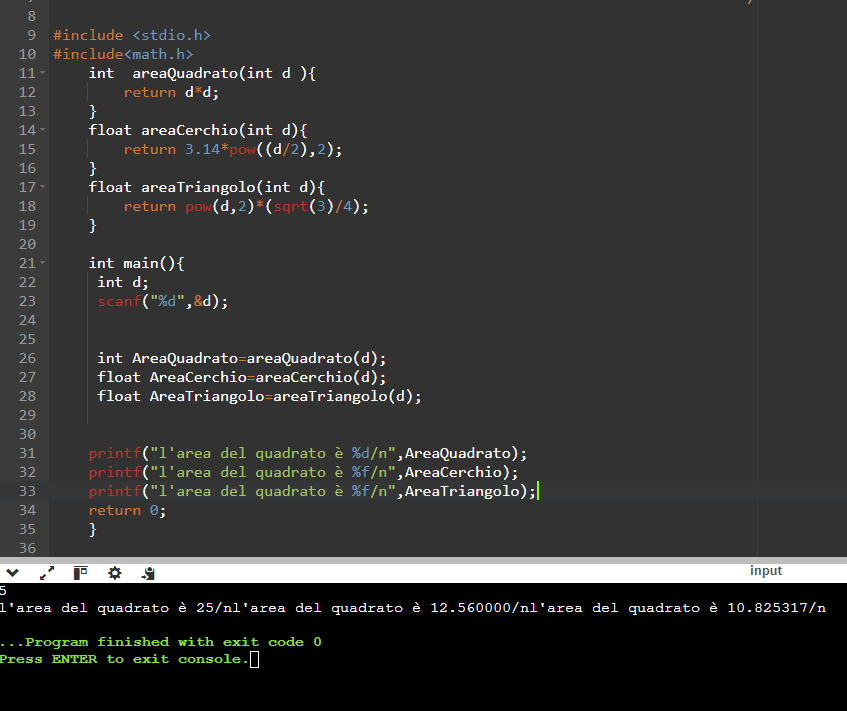 8
9 #include <stdio.h>
10 #include<math.h>
11 int  areaQuadrato(int d ){
12 return d*d;
13 }
14 float areaCerchio(int d){
15 return 3.14*pow((d/2),2);
16 }
17 float areaTriangolo(int d){
18 return pow(d,2)*(sqrt(3)/4);
19 }
20
21 int main(){
22 int d;
23 scanf("%d",&d);
24
25
26 int AreaQuadrato=areaQuadrato(d);
27 float AreaCerchio=areaCerchio(d);
28 float AreaTriangolo=areaTriangolo(d);
29
30
31 printf("l'area del quadrato è %d/n",AreaQuadrato);
32 printf("l'area del quadrato è %f/n",AreaCerchio);
33 printf("l'area del quadrato è %f/n",AreaTriangolo);
34 return 0;
35 }
36
input
5
l'area del quadrato è 25/nl'area del quadrato è 12.560000/nl'area del quadrato è 10.825317/n
...Program finished with exit code 0
Press ENTER to exit console.